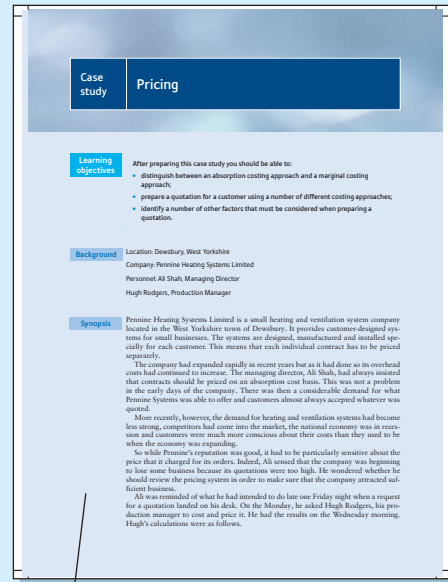 Case
study
Pricing
Learning
objectives
After preparing this case study you should be able to:
• distinguish between an absorption costing approach and a marginal costing
approach;
• prepare a quotation for a customer using a number of different costing approaches;
• identify a number of other factors that must be considered when preparing a
quotation.
Background
Location: Dewsbury, West Yorkshire
Company: Pennine Heating Systems Limited
Personnel: Ali Shah, Managing Director
Hugh Rodgers, Production Manager
Synopsis
Pennine Heating Systems Limited is a small heating and ventilation system company
located in the West Yorkshire town of Dewsbury. It provides customer-designed sys-
tems for small businesses. The systems are designed, manufactured and installed spe-
cially for each customer. This means that each individual contract has to be priced
separately.
The company had expanded rapidly in recent years but as it had done so its overhead
costs had continued to increase. The managing director, Ali Shah, had always insisted
that contracts should be priced on an absorption cost basis. This was not a problem
in the early days of the company. There was then a considerable demand for what
Pennine Systems was able to offer and customers almost always accepted whatever was
quoted.
More recently, however, the demand for heating and ventilation systems had become
less strong, competitors had come into the market, the national economy was in reces-
sion and customers were much more conscious about their costs than they used to be
when the economy was expanding.
So while Pennine's reputation was good, it had to be particularly sensitive about the
price that it charged for its orders. Indeed, Ali sensed that the company was beginning
to lose some business because its quotations were too high. He wondered whether he
should review the pricing system in order to make sure that the company attracted suf-
ficient business.
Ali was reminded of what he had intended to do late one Friday night when a request
for a quotation landed on his desk. On the Monday, he asked Hugh Rodgers, his pro-
duction manager to cost and price it. He had the results on the Wednesday morning.
Hugh's calculations were as follows.